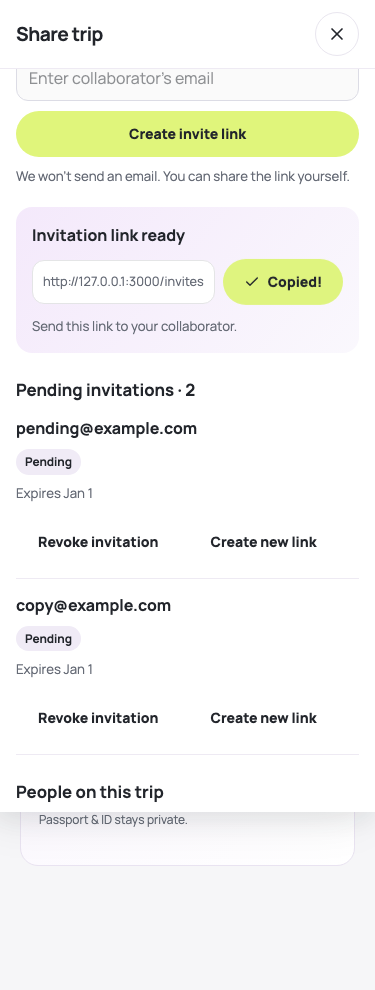 Share trip
Enter collaborator's email
Create invite link
We won't send an email. You can share the link yourself.
Invitation link ready
http://127.0.0.1:3000/invites
Copied!
Send this link to your collaborator.
Pending invitations · 2
pending@example.com
Pending
Expires Jan 1
Revoke invitation
Create new link
copy@example.com
Pending
Expires Jan 1
Revoke invitation
Create new link
People on this trip
Passport & ID stays private.